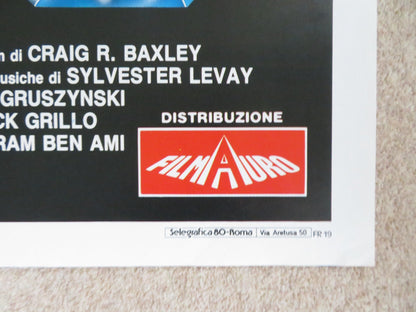 n di CRAIG R. BAXLEY
usiche di SYLVESTER LEVAY
GRUSZYNSKI
CK GRILLO
RAM BEN AMI
DISTRIBUZIONE
FILMAURO
Selegrafica 80-Roma Via Aretusa 50 FR 19